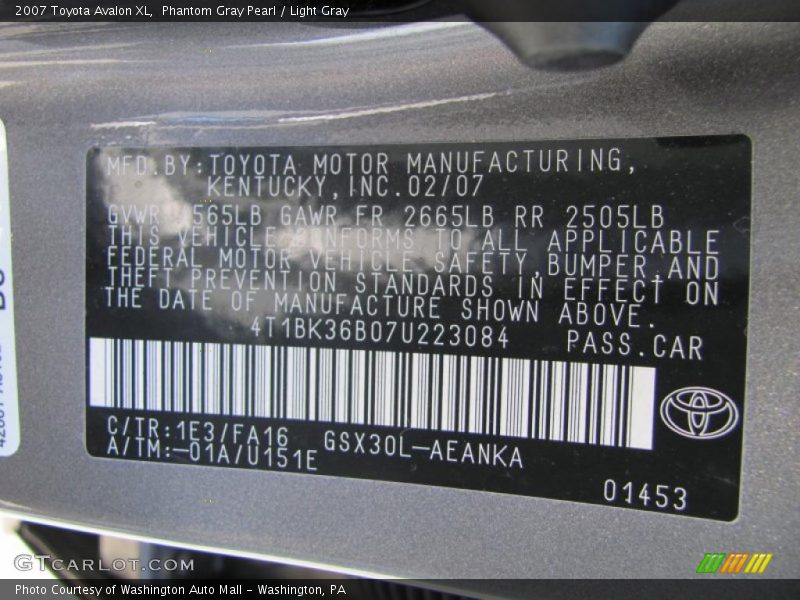 2007 Toyota Avalon XL, Phantom Gray Pearl / Light Gray
MFD.BY:TOYOTA MOTOR MANUFACTURING,
KENTUCKY,INC.02/07
GVWR 565LB GAWR FR 2665LB RR 2505LB
THIS VEHICLE INFORMS TO ALL APPLICABLE
FEDERAL MOTOR VEHICLE SAFETY,BUMPER,AND
THEFT PREVENTION STANDARDS IN EFFECT ON
THE DATE OF MANUFACTURE SHOWN ABOVE.
4T1BK36B07U223084 PASS.CAR
C/TR:1E3/FA16 GSX30L-AEANKA
A/TM:-01A/U151E
01453
GTCARLOT.COM
Photo Courtesy of Washington Auto Mall - Washington, PA